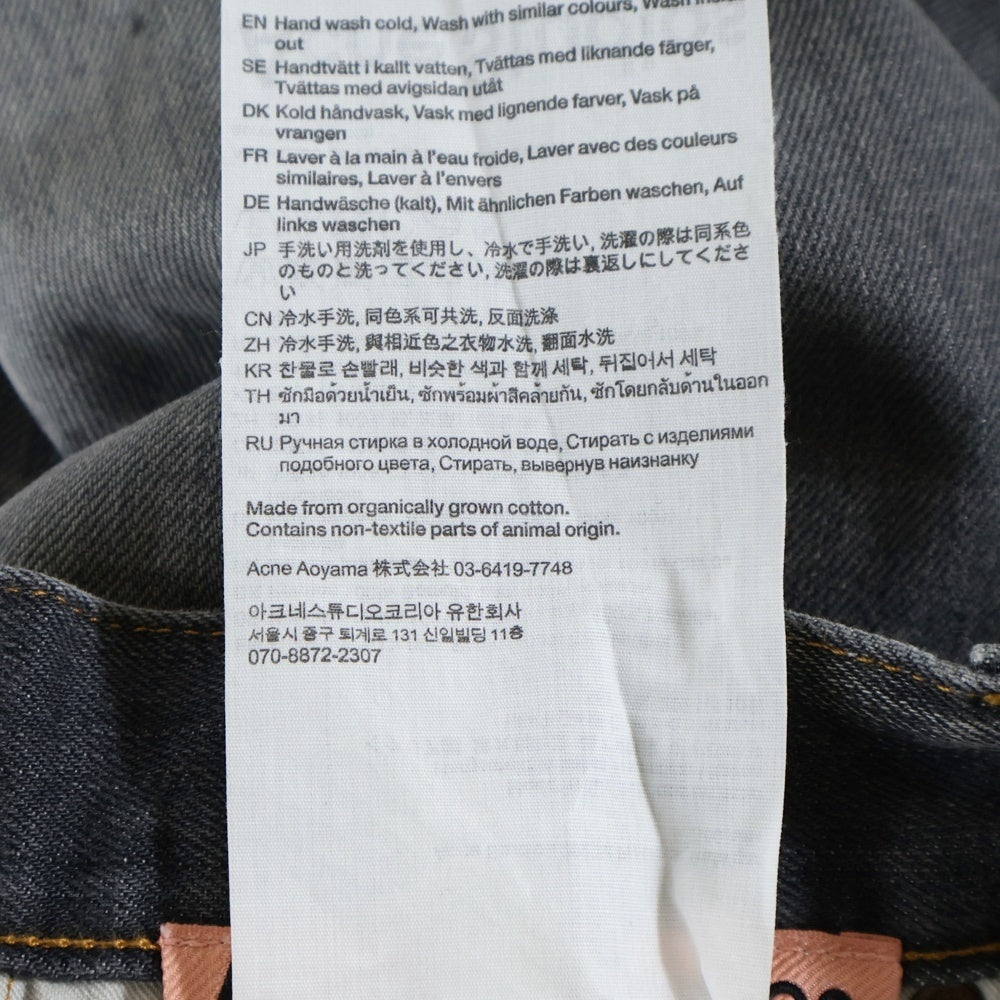 EN Hand wash cold, Wash with similar colours, Wash inside
out
SE Handtvätt i kallt vatten, Tvättas med liknande färger,
Tvättas med avigsidan utåt
DK Kold håndvask, Vask med lignende farver, Vask på
vrangen
FR Laver à la main à l'eau froide, Laver avec des couleurs
similaires, Laver à l'envers
DE Handwäsche (kalt), Mit ähnlichen Farben waschen, Auf
links waschen
JP 手洗い用洗剤を使用し、冷水で手洗い, 洗濯の際は同系色
のものと洗ってください, 洗濯の際は裏返しにしてくださ
い
CN 冷水手洗, 同色系可共洗, 反面洗涤
ZH 冷水手洗, 與相近色之衣物水洗, 翻面水洗
KR 찬물로 손빨래, 비슷한 색과 함께 세탁, 뒤집어서 세탁
TH ซักมือด้วยน้ำเย็น, ซักพร้อมผ้าสีคล้ายกัน, ซักโดยกลับด้านในออก
มา
RU Ручная стирка в холодной воде, Стирать с изделиями
подобного цвета, Стирать, вывернув наизнанку
Made from organically grown cotton.
Contains non-textile parts of animal origin.
Acne Aoyama 株式会社 03-6419-7748
아크네스튜디오코리아 유한회사
서울시 중구 퇴계로 131 신일빌딩 11층
070-8872-2307